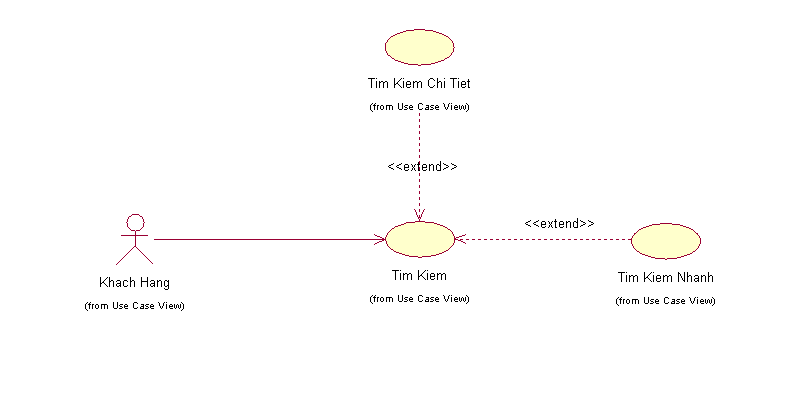 Tim Kiem Chi Tiet
(from Use Case View)
<<extend>>
<<extend>>
Khach Hang
(from Use Case View)
Tim Kiem
(from Use Case View)
Tim Kiem Nhanh
(from Use Case View)